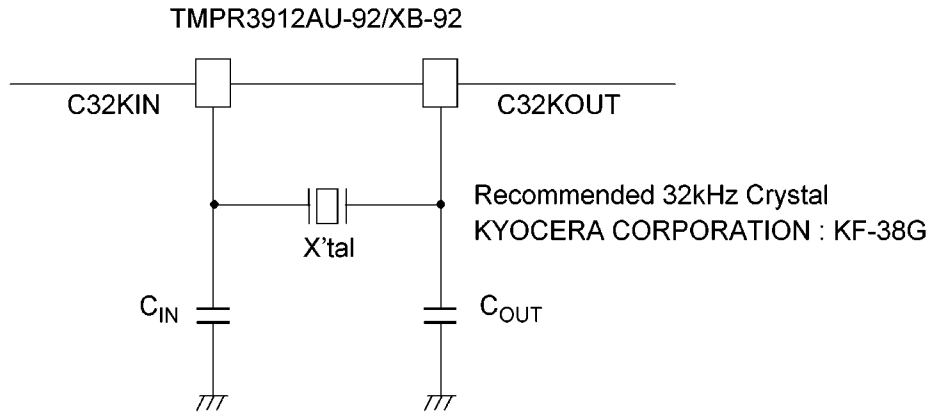 TMPR3912AU-92/XB-92
C32KIN
C32KOUT
Recommended 32kHz Crystal
KYOCERA CORPORATION : KF-38G
X'tal
CIN
COUT